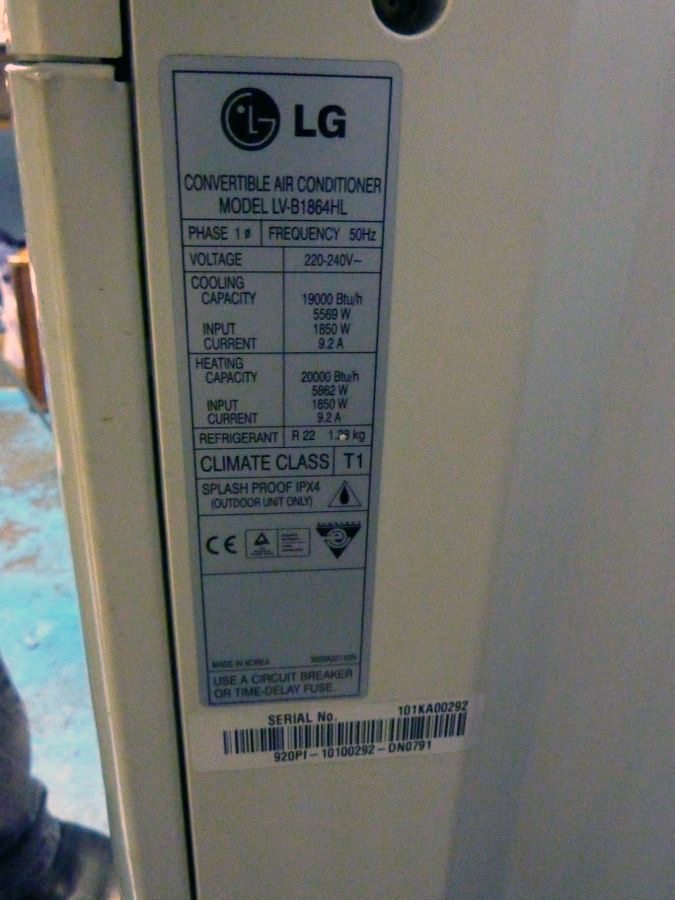 LG
CONVERTIBLE AIR CONDITIONER
MODEL LV-B1864HL
PHASE 1ø FREQUENCY 50Hz
VOLTAGE 220-240V~
COOLING
CAPACITY 19000 Btu/h
5569 W
INPUT 1850 W
CURRENT 9.2 A
HEATING
CAPACITY 20000 Btu/h
5862 W
INPUT 1850 W
CURRENT 9.2 A
REFRIGERANT R 22 kg
CLIMATE CLASS T1
SPLASH PROOF IPX4
(OUTDOOR UNIT ONLY)
CE
MADE IN KOREA
USE A CIRCUIT BREAKER
OR TIME-DELAY FUSE
SERIAL No. 101KA00292
920PI-10100292-DN0791